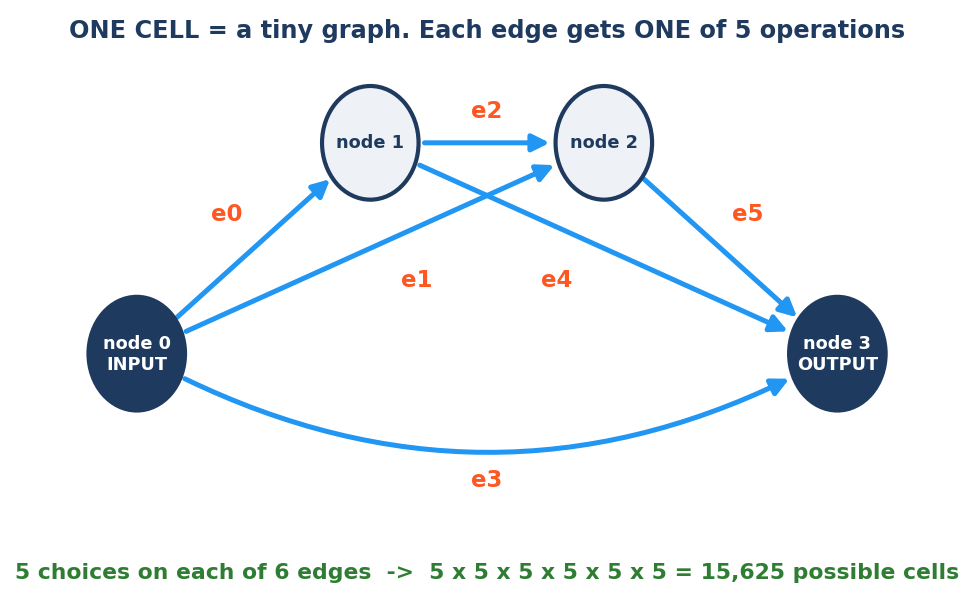 ONE CELL = a tiny graph. Each edge gets ONE of 5 operations
e2
node 1
node 2
e0
e5
e1
e4
node 0
INPUT
node 3
OUTPUT
e3
5 choices on each of 6 edges  ->  5 x 5 x 5 x 5 x 5 x 5 = 15,625 possible cells